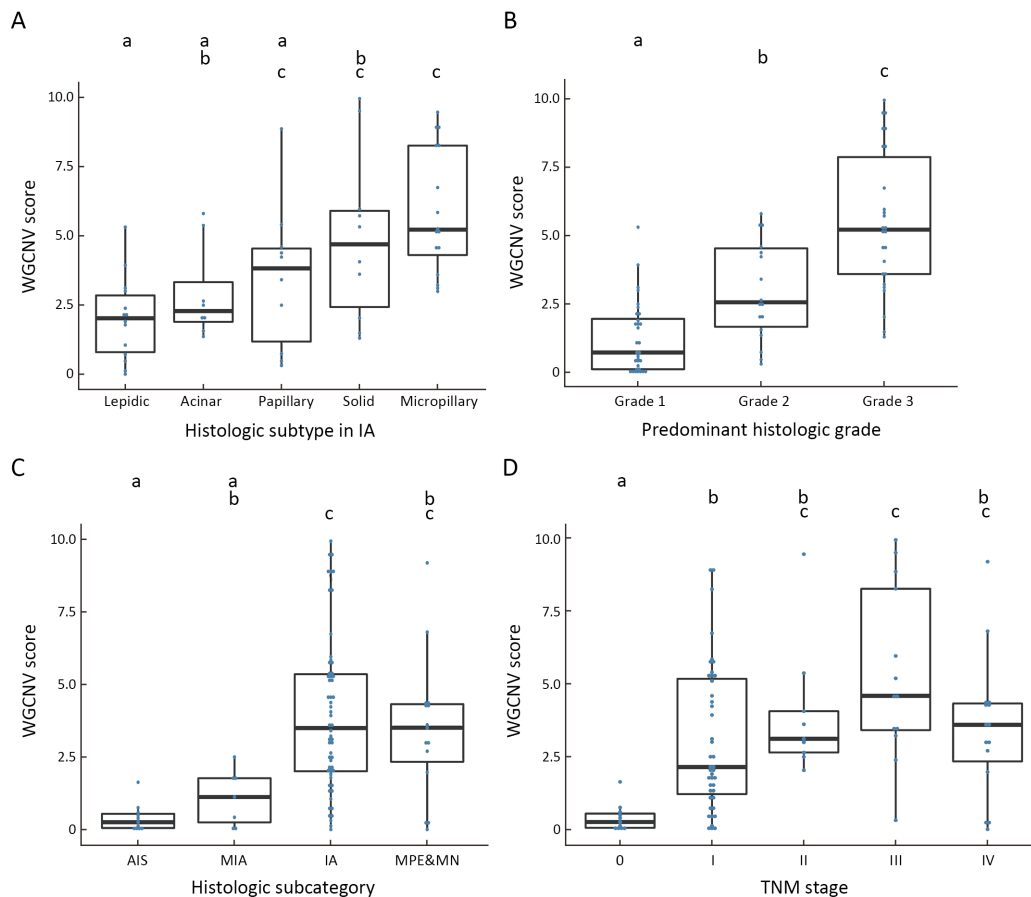 A
a
a
a
b
b
c
c
c
WGCNV score
10.0
7.5
5.0
2.5
0
Lepidic
Acinar
Papillary
Solid
Micropillary
Histologic subtype in IA
B
a
b
c
WGCNV score
10.0
7.5
5.0
2.5
0
Grade 1
Grade 2
Grade 3
Predominant histologic grade
C
a
a
b
b
c
c
WGCNV score
10.0
7.5
5.0
2.5
0
AIS
MIA
IA
MPE&MN
Histologic subcategory
D
a
b
b
b
c
c
c
WGCNV score
10.0
7.5
5.0
2.5
0
0
I
II
III
IV
TNM stage